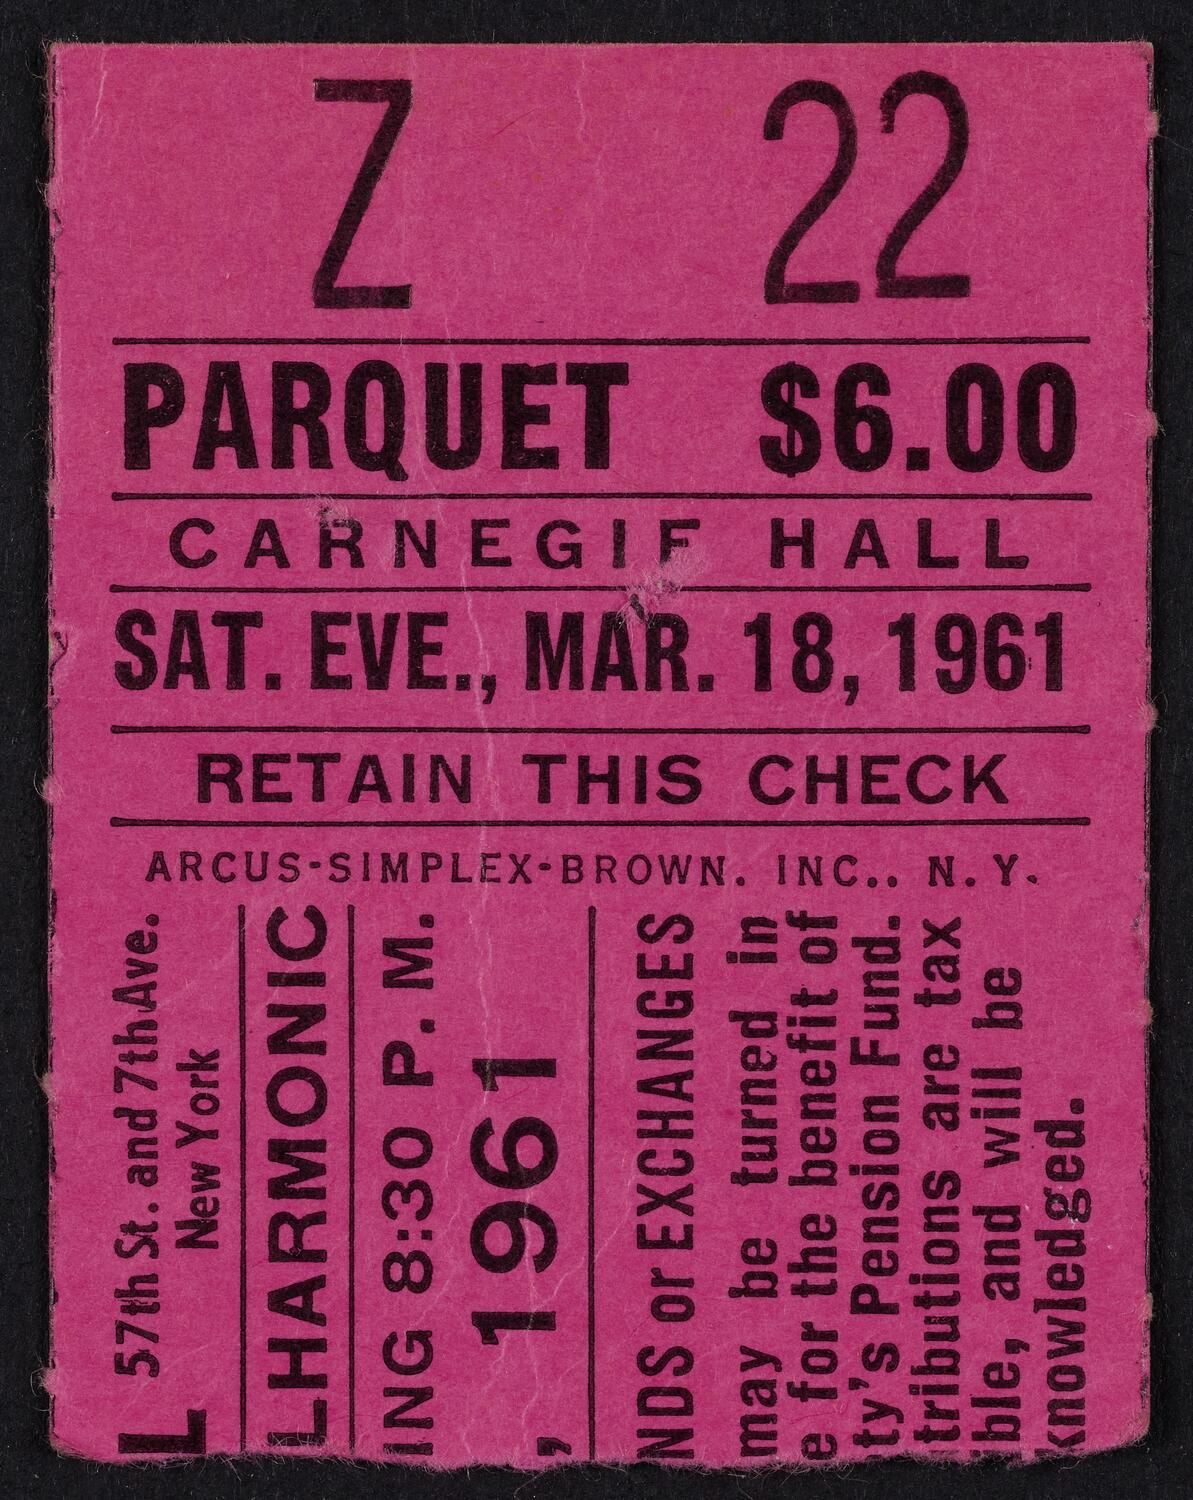 Z 22
PARQUET $6.00
CARNEGIE HALL
SAT. EVE., MAR. 18, 1961
RETAIN THIS CHECK
ARCUS-SIMPLEX-BROWN. INC.. N. Y.
L 57th St. and 7th Ave.
New York
LHARMONIC
ING 8:30 P. M.
, 1961
NDS or EXCHANGES
may be turned in
e for the benefit of
ty's Pension Fund.
tributions are tax
ble, and will be
knowledged.